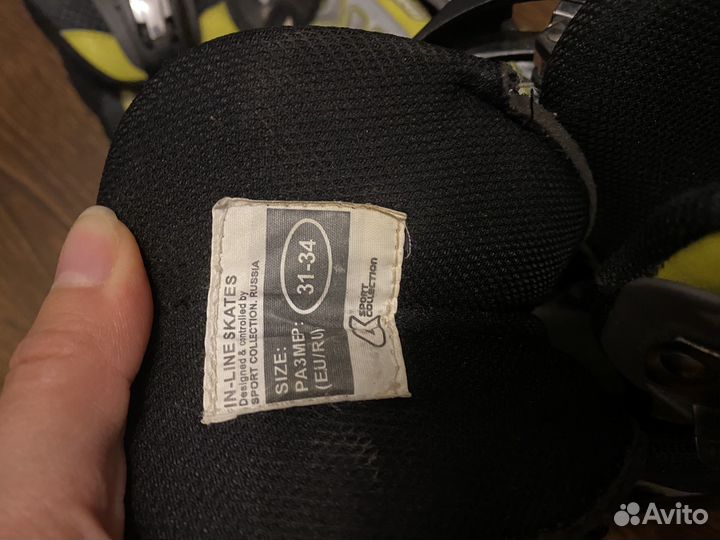 IN-LINE SKATES
Designed & controlled by
SPORT COLLECTION, RUSSIA
SIZE:
РАЗМЕР:
(EU/RU)
31-34
SPORT
COLLECTION
Avito